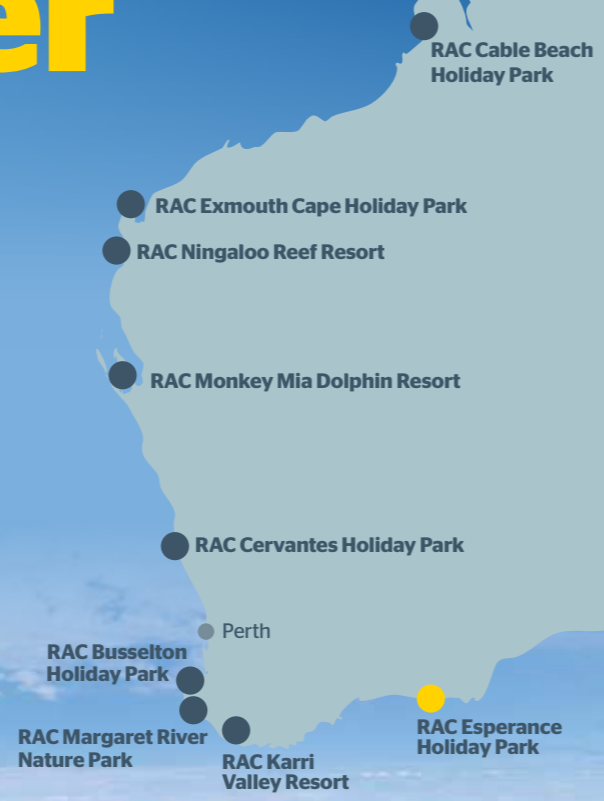 er
RAC Cable Beach
Holiday Park
RAC Exmouth Cape Holiday Park
RAC Ningaloo Reef Resort
RAC Monkey Mia Dolphin Resort
RAC Cervantes Holiday Park
Perth
RAC Busselton
Holiday Park
RAC Margaret River
Nature Park
RAC Karri
Valley Resort
RAC Esperance
Holiday Park